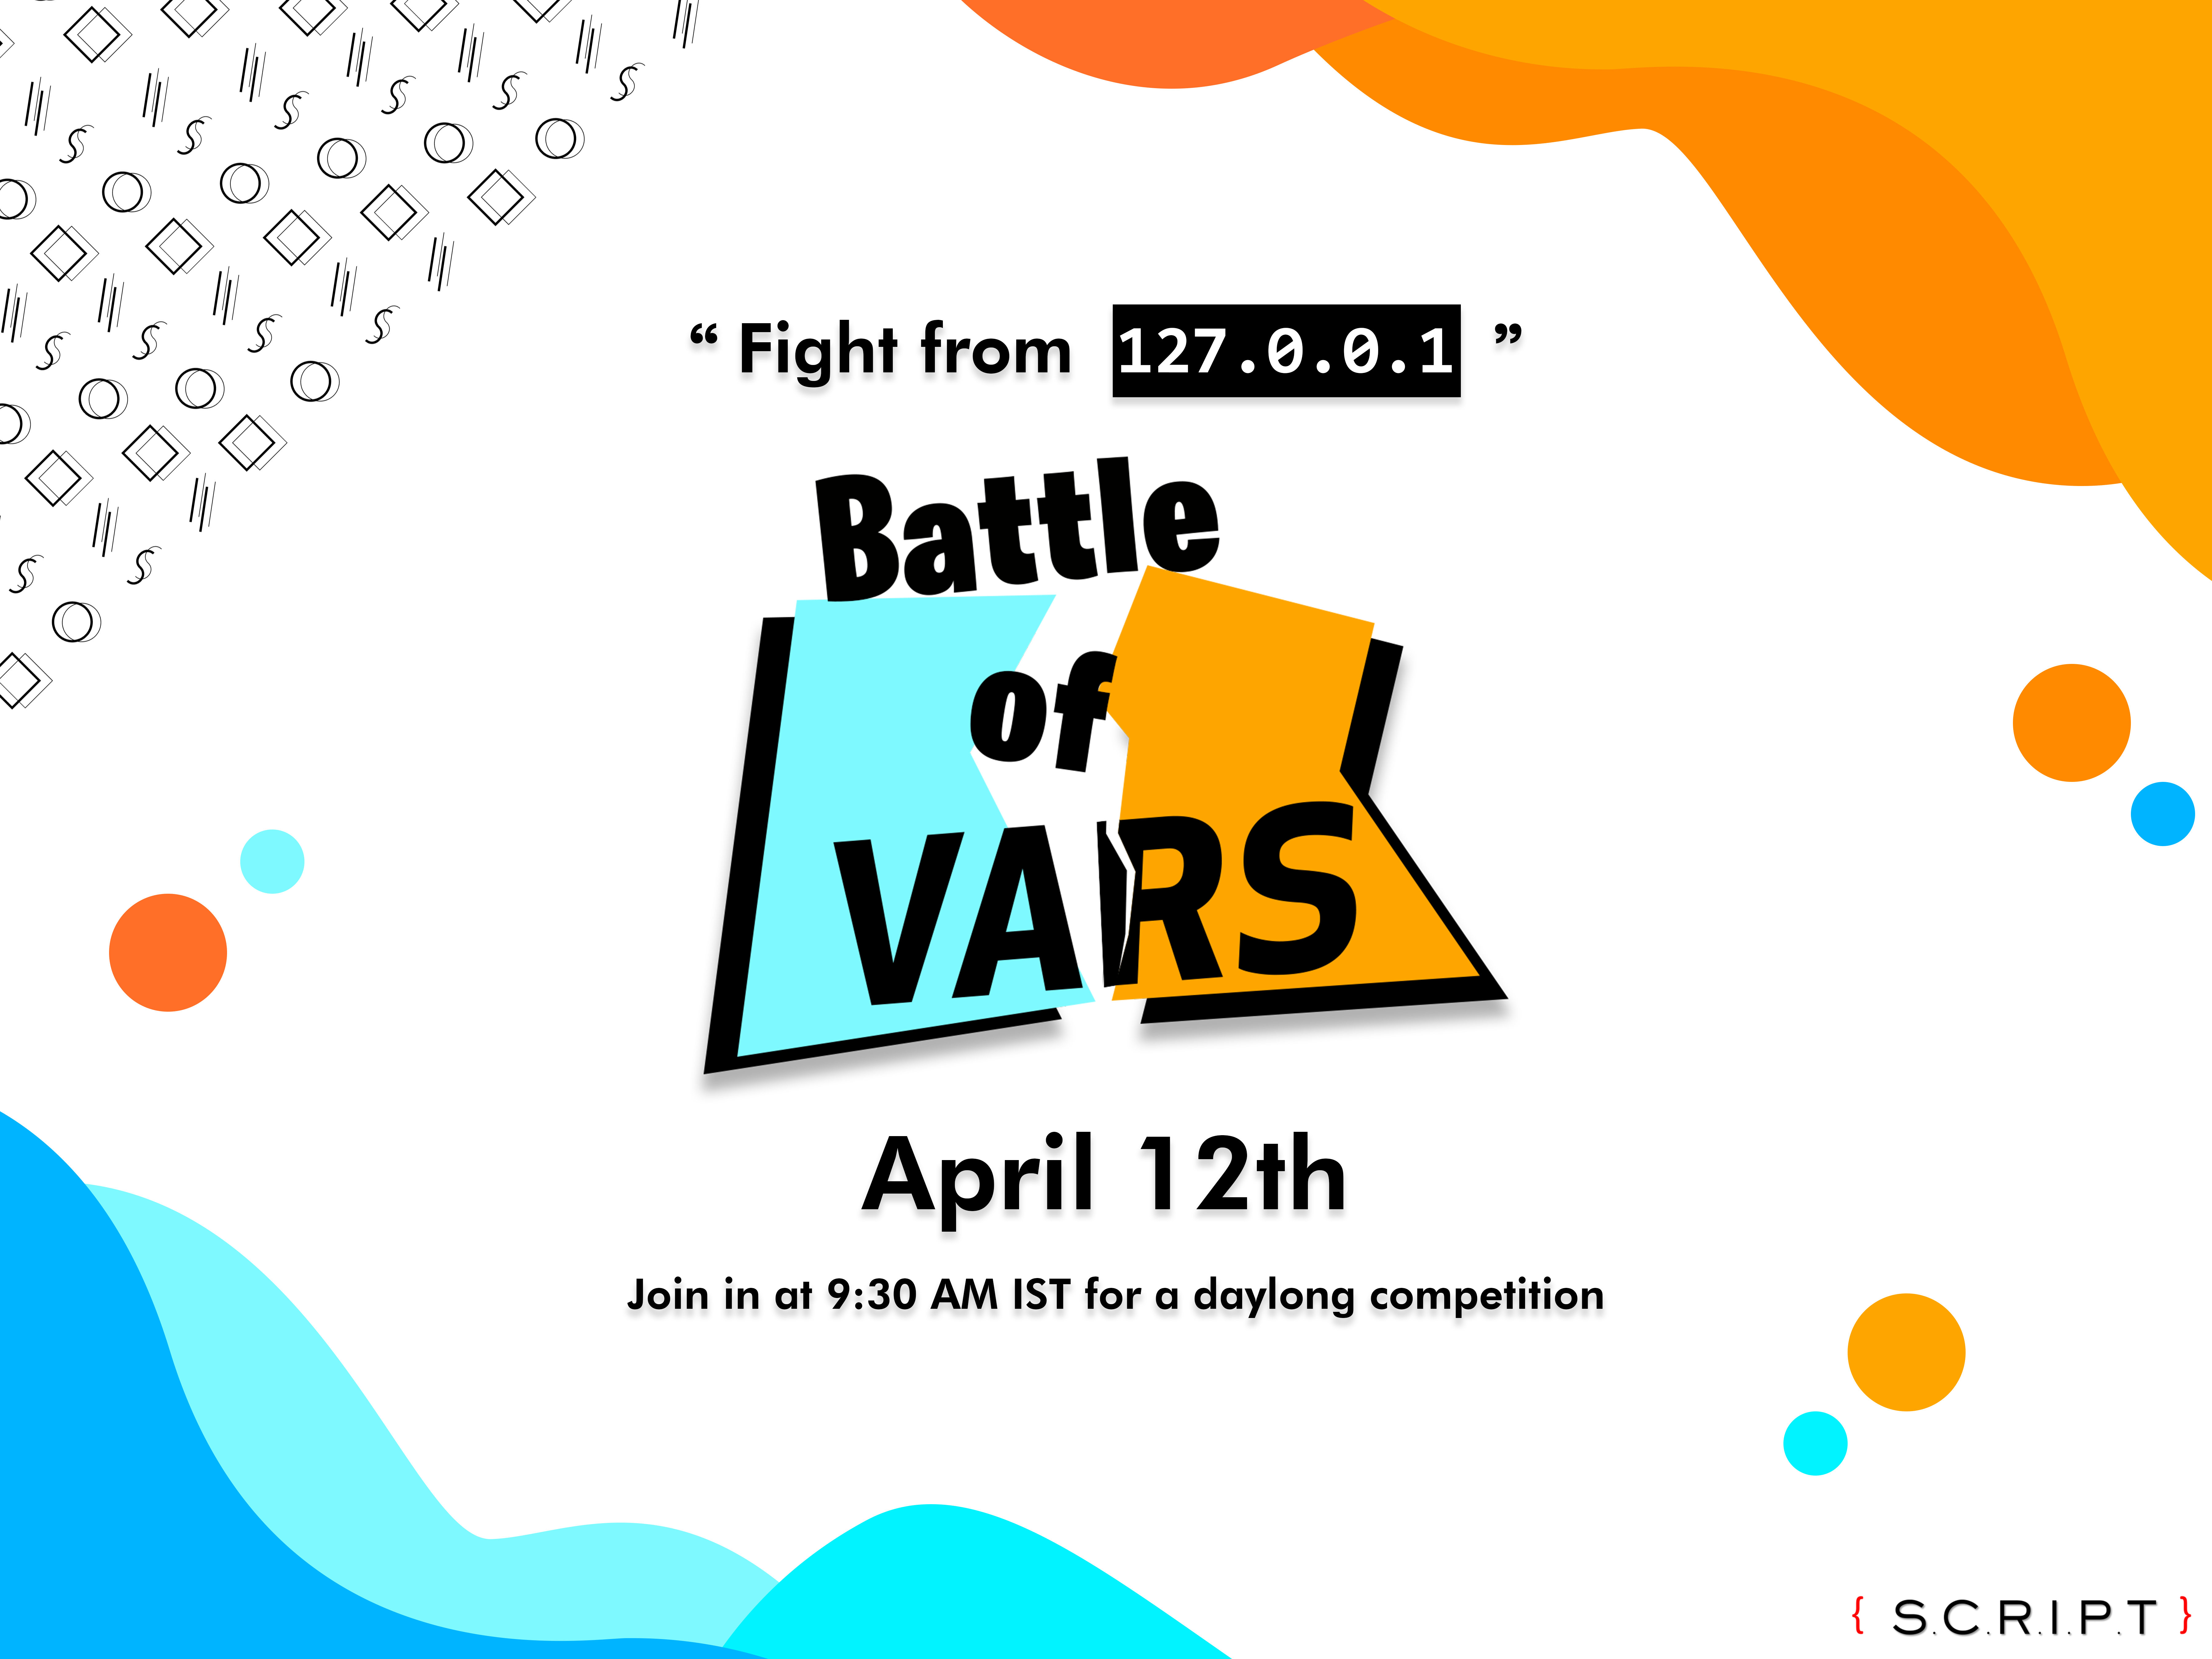 “ Fight from 127.0.0.1 ”
Battle
of
VARS
April 12th
Join in at 9:30 AM IST for a daylong competition
{ S.C.R.I.P.T }